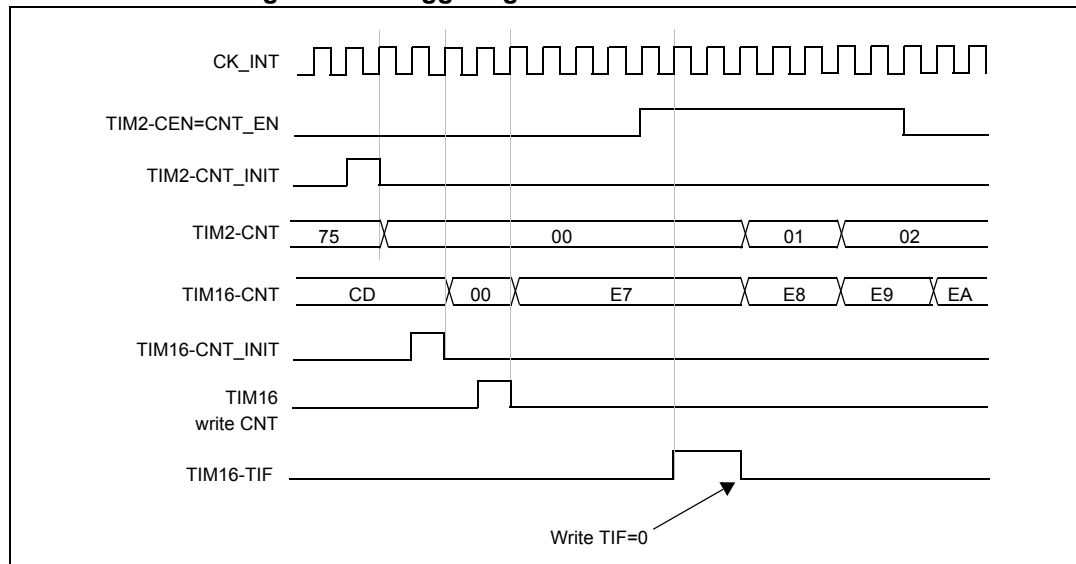 CK_INT
TIM2-CEN=CNT_EN
TIM2-CNT_INIT
TIM2-CNT 75 00 01 02
TIM16-CNT CD 00 E7 E8 E9 EA
TIM16-CNT_INIT
TIM16
write CNT
TIM16-TIF
Write TIF=0